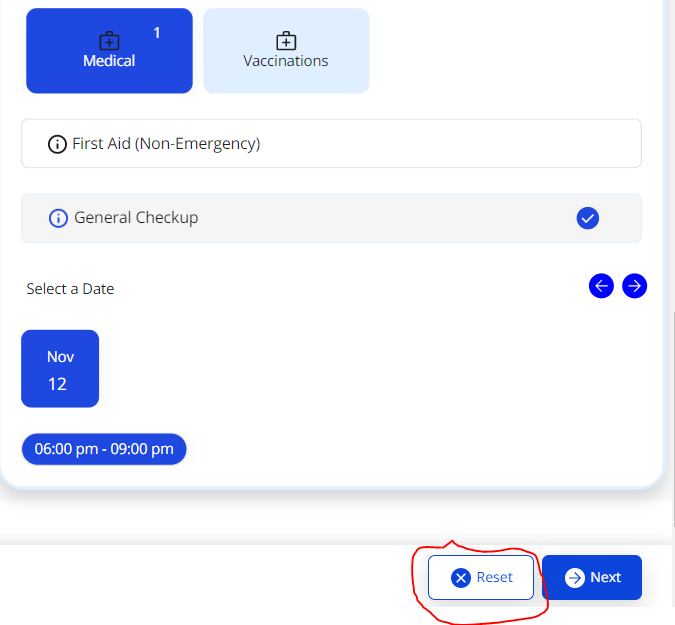 1
Medical
Vaccinations
First Aid (Non-Emergency)
General Checkup
Select a Date
Nov
12
06:00 pm - 09:00 pm
Reset
Next